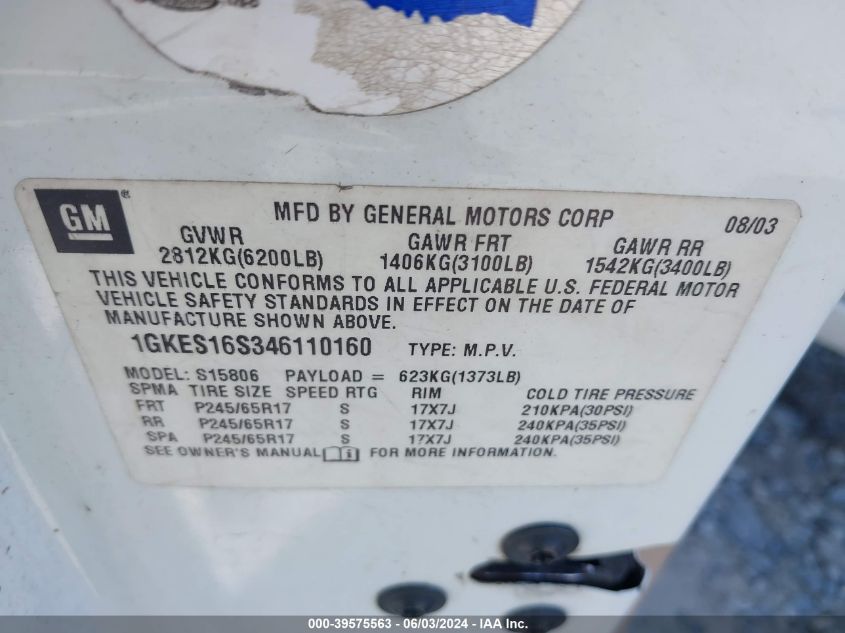 GM ®
MFD BY GENERAL MOTORS CORP 08/03
GVWR GAWR FRT GAWR RR
2812KG(6200LB) 1406KG(3100LB) 1542KG(3400LB)
THIS VEHICLE CONFORMS TO ALL APPLICABLE U.S. FEDERAL MOTOR
VEHICLE SAFETY STANDARDS IN EFFECT ON THE DATE OF
MANUFACTURE SHOWN ABOVE.
1GKES16S346110160 TYPE: M.P.V.
MODEL: S15806 PAYLOAD = 623KG(1373LB)
SPMA TIRE SIZE SPEED RTG RIM COLD TIRE PRESSURE
FRT P245/65R17 S 17X7J 210KPA(30PSI)
RR P245/65R17 S 17X7J 240KPA(35PSI)
SPA P245/65R17 S 17X7J 240KPA(35PSI)
SEE OWNER'S MANUAL i FOR MORE INFORMATION.
000-39575563 - 06/03/2024 - IAA Inc.